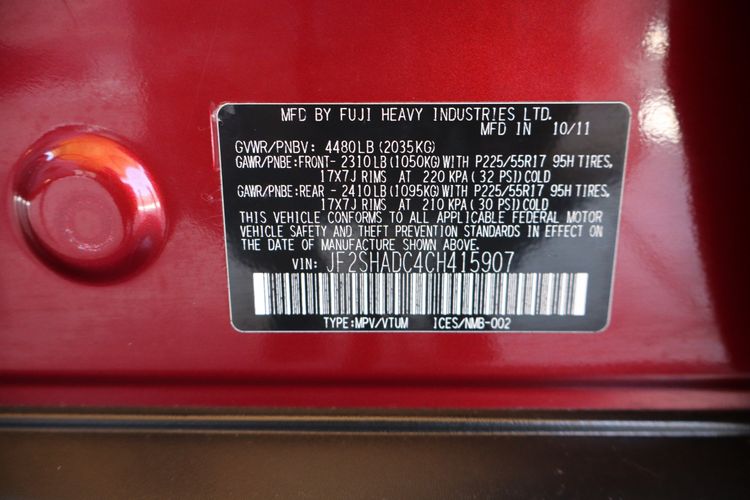 MFD BY FUJI HEAVY INDUSTRIES LTD.
MFD IN 10/11
GVWR/PNBV: 4480LB(2035KG)
GAWR/PNBE:FRONT- 2310LB(1050KG)WITH P225/55R17 95H TIRES,
17X7J RIMS AT 220 KPA( 32 PSI)COLD
GAWR/PNBE:REAR - 2410LB(1095KG)WITH P225/55R17 95H TIRES,
17X7J RIMS AT 210 KPA( 30 PSI)COLD
THIS VEHICLE CONFORMS TO ALL APPLICABLE FEDERAL MOTOR
VEHICLE SAFETY AND THEFT PREVENTION STANDARDS IN EFFECT ON
THE DATE OF MANUFACTURE SHOWN ABOVE.
VIN: JF2SHADC4CH415907
TYPE:MPV/VTUM ICES/NMB-002